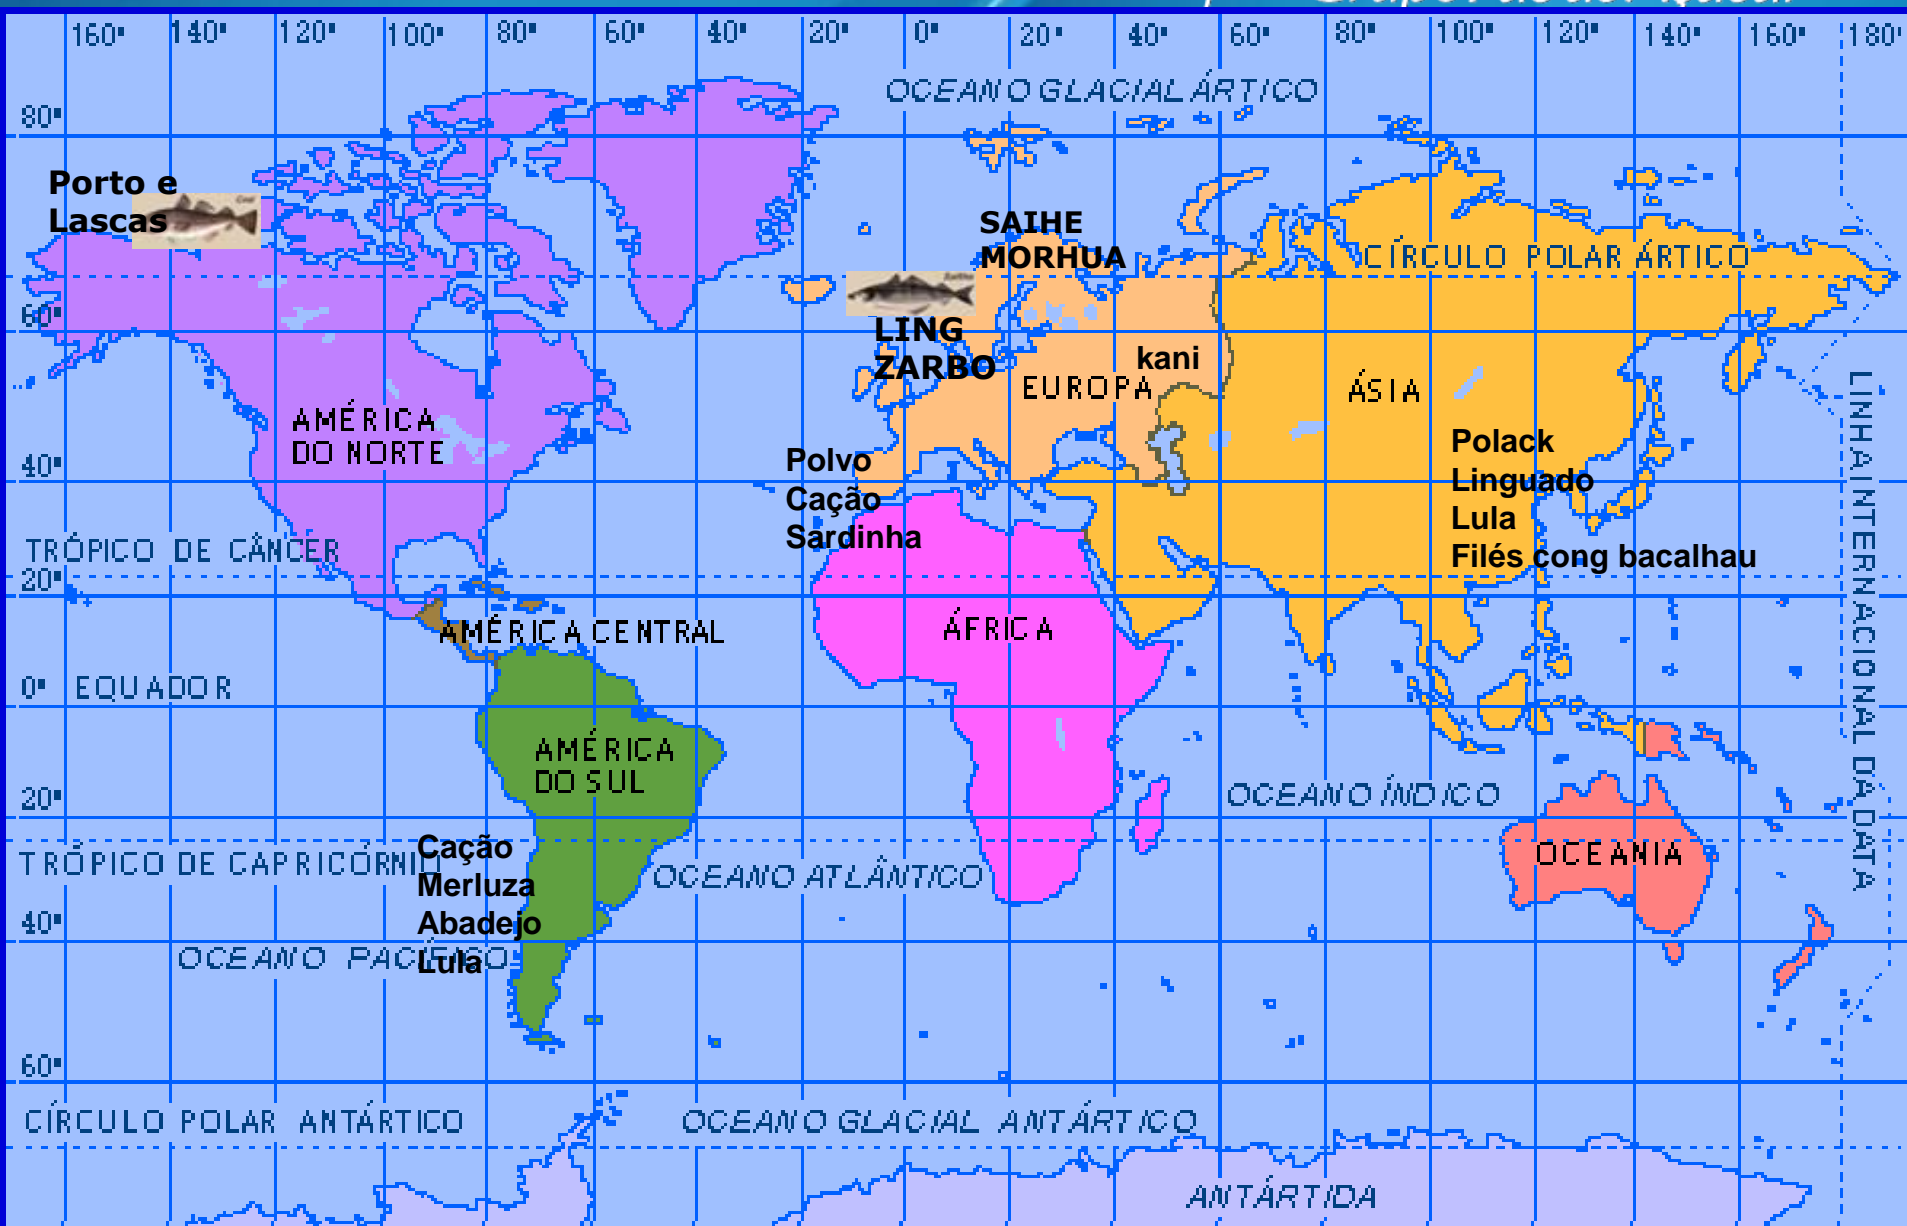 160° 140° 120° 100° 80° 60° 40° 20° 0° 20° 40° 60° 80° 100° 120° 140° 160° 180°
OCEANO GLACIAL ÁRTICO
80°
Porto e
Lascas
SAIHE
MORHUA
CÍRCULO POLAR ÁRTICO
60°
LING
ZARBO
kani
EUROPA
ÁSIA
AMÉRICA
DO NORTE
LINHA INTERNACIONAL DA DATA
40°
Polvo
Cação
Sardinha
Polack
Linguado
Lula
Filés cong bacalhau
TRÓPICO DE CÂNCER
20°
AMÉRICA CENTRAL
ÁFRICA
0° EQUADOR
AMÉRICA
DO SUL
20°
OCEANO ÍNDICO
TRÓPICO DE CAPRICÓRNIO
Cação
Merluza
Abadejo
Lula
OCEANO ATLÂNTICO
OCEANIA
40°
OCEANO PACÍFICO
60°
CÍRCULO POLAR ANTÁRTICO
OCEANO GLACIAL ANTÁRTICO
ANTÁRTIDA